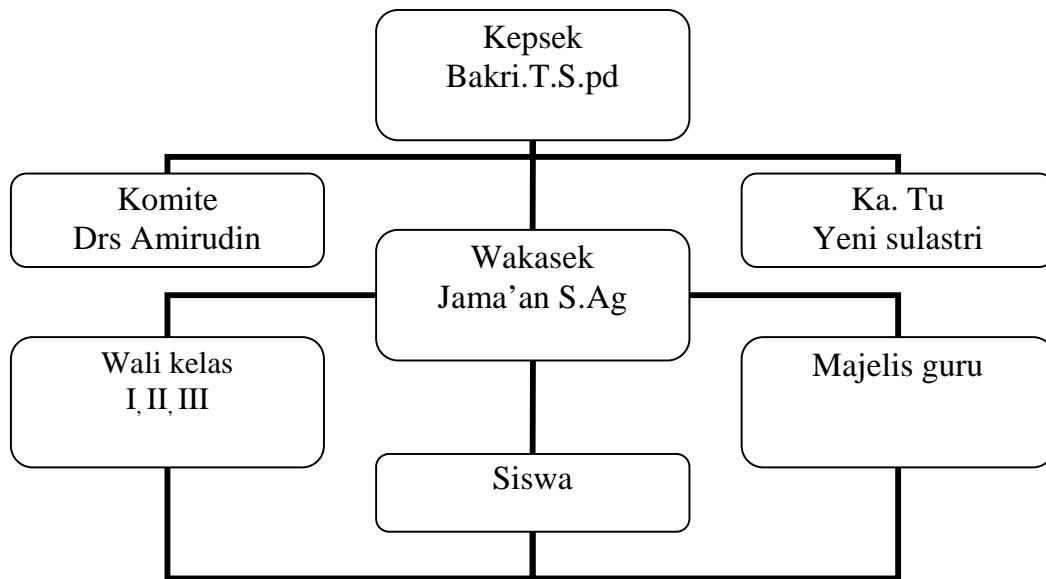 Kepsek
Bakri.T.S.pd
Komite
Drs Amirudin
Ka. Tu
Yeni sulastri
Wakasek
Jama’an S.Ag
Wali kelas
I, II, III
Majelis guru
Siswa